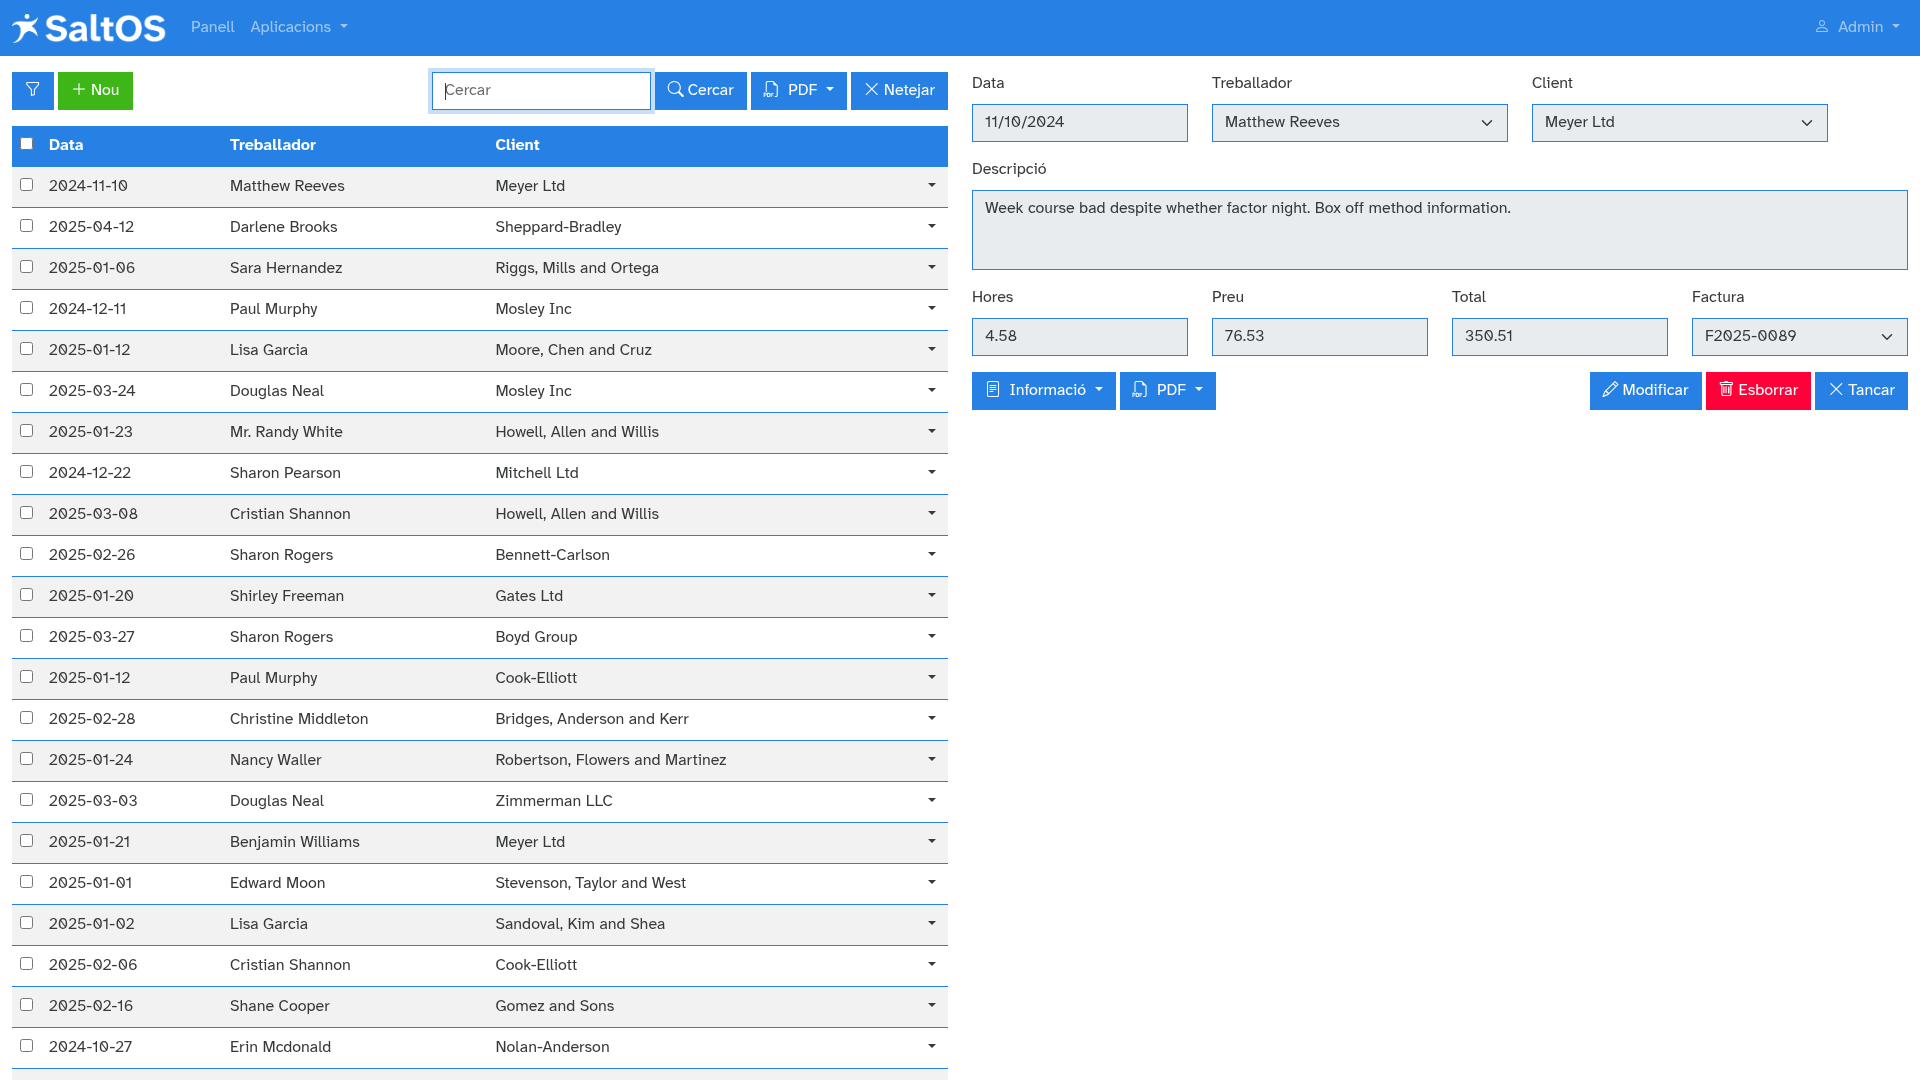 SaltOS Panell Aplicacions Admin
Nou Cercar Cercar PDF Netejar
Data Treballador Client
2024-11-10 Matthew Reeves Meyer Ltd
2025-04-12 Darlene Brooks Sheppard-Bradley
2025-01-06 Sara Hernandez Riggs, Mills and Ortega
2024-12-11 Paul Murphy Mosley Inc
2025-01-12 Lisa Garcia Moore, Chen and Cruz
2025-03-24 Douglas Neal Mosley Inc
2025-01-23 Mr. Randy White Howell, Allen and Willis
2024-12-22 Sharon Pearson Mitchell Ltd
2025-03-08 Cristian Shannon Howell, Allen and Willis
2025-02-26 Sharon Rogers Bennett-Carlson
2025-01-20 Shirley Freeman Gates Ltd
2025-03-27 Sharon Rogers Boyd Group
2025-01-12 Paul Murphy Cook-Elliott
2025-02-28 Christine Middleton Bridges, Anderson and Kerr
2025-01-24 Nancy Waller Robertson, Flowers and Martinez
2025-03-03 Douglas Neal Zimmerman LLC
2025-01-21 Benjamin Williams Meyer Ltd
2025-01-01 Edward Moon Stevenson, Taylor and West
2025-01-02 Lisa Garcia Sandoval, Kim and Shea
2025-02-06 Cristian Shannon Cook-Elliott
2025-02-16 Shane Cooper Gomez and Sons
2024-10-27 Erin Mcdonald Nolan-Anderson
Data Treballador Client
11/10/2024 Matthew Reeves Meyer Ltd
Descripció
Week course bad despite whether factor night. Box off method information.
Hores Preu Total Factura
4.58 76.53 350.51 F2025-0089
Informació PDF Modificar Esborrar Tancar